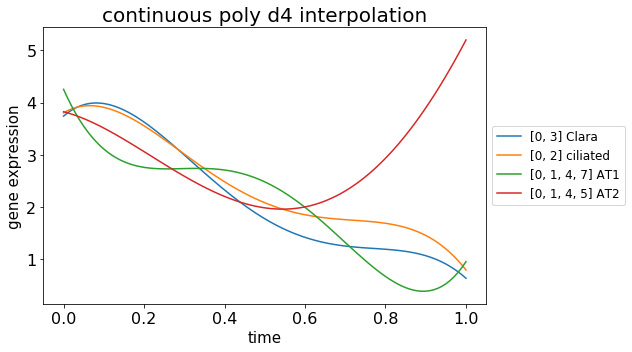 continuous poly d4 interpolation
gene expression
5
4
3
2
1
0.0 0.2 0.4 0.6 0.8 1.0
time
[0, 3] Clara
[0, 2] ciliated
[0, 1, 4, 7] AT1
[0, 1, 4, 5] AT2